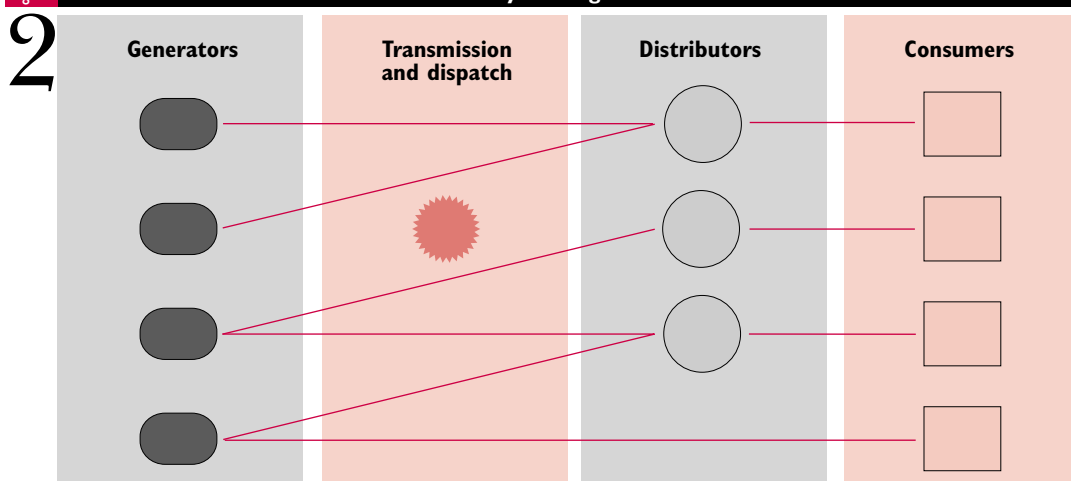 2
Generators
Transmission
and dispatch
Distributors
Consumers